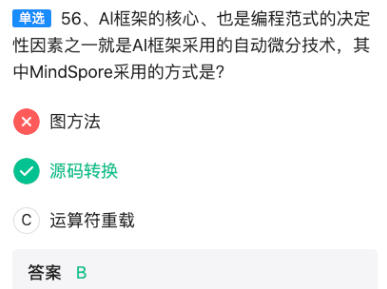 单选 56、AI框架的核心、也是编程范式的决定
性因素之一就是AI框架采用的自动微分技术，其
中MindSpore采用的方式是?
图方法
源码转换
C 运算符重载
答案 B